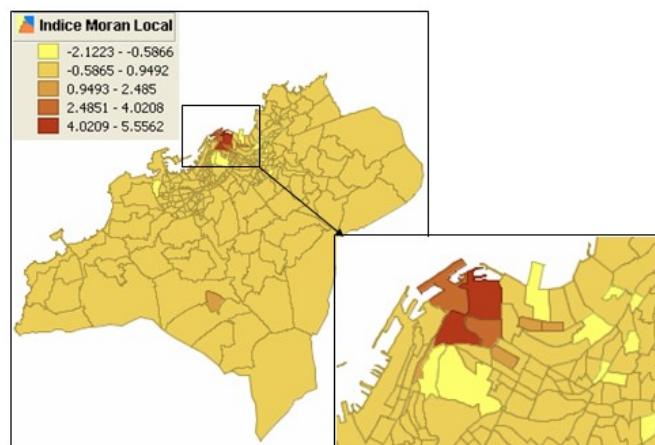 Indice Moran Local
-2.1223 - -0.5866
-0.5865 - 0.9492
0.9493 - 2.485
2.4851 - 4.0208
4.0209 - 5.5562